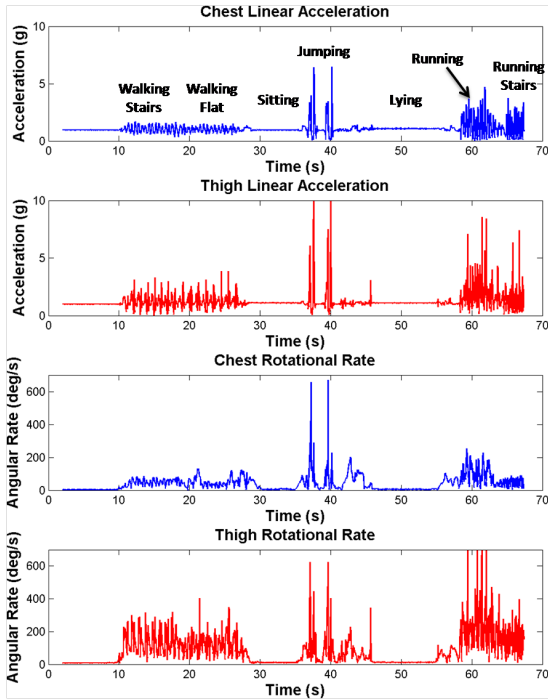 Chest Linear Acceleration
Acceleration (g)
10
5
0
Walking Stairs
Walking Flat
Sitting
Jumping
Lying
Running
Running Stairs
0 10 20 30 40 50 60 70
Time (s)
Thigh Linear Acceleration
Acceleration (g)
10
5
0
0 10 20 30 40 50 60 70
Time (s)
Chest Rotational Rate
Angular Rate (deg/s)
600
400
200
0
0 10 20 30 40 50 60 70
Time (s)
Thigh Rotational Rate
Angular Rate (deg/s)
600
400
200
0
0 10 20 30 40 50 60 70
Time (s)